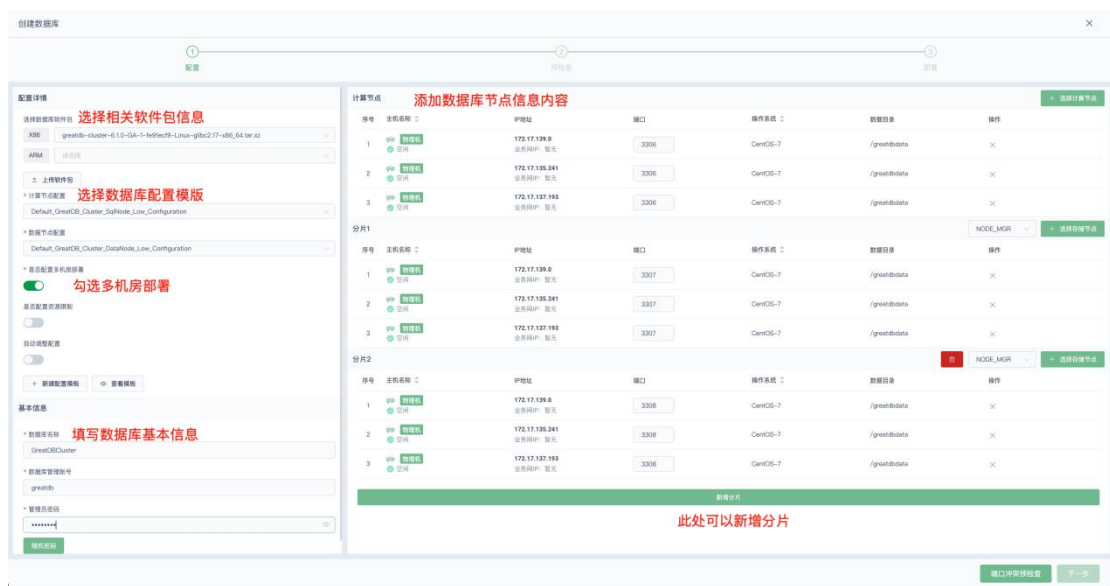 创建数据库
1
2
3
配置
预检查
部署
配置详情
选择数据库软件包
选择相关软件包信息
X86
greatdb-cluster-6.1.0-GA-1-fe91ecf9-Linux-glibc2.17-x86_64.tar.xz
ARM
请选择
上传软件包
* 计算节点配置
选择数据库配置模版
Default_GreatDB_Cluster_SqlNode_Low_Configuration
* 数据节点配置
Default_GreatDB_Cluster_DataNode_Low_Configuration
* 是否配置多机房部署
勾选多机房部署
是否配置资源限制
自动调整配置
+ 新建配置模板
查看模板
基本信息
* 数据库名称
填写数据库基本信息
GreatDBCluster
* 数据库管理账号
greatdb
* 管理员密码
••••••••
随机密码
计算节点
添加数据库节点信息内容
+ 选择计算节点
序号 主机名称 IP地址 端口 操作系统 数据目录 操作
1 gip 物理机 172.17.139.0 3306 CentOS-7 /greatdbdata
空闲 业务网IP: 暂无
2 gip 物理机 172.17.135.241 3306 CentOS-7 /greatdbdata
空闲 业务网IP: 暂无
3 gip 物理机 172.17.137.193 3306 CentOS-7 /greatdbdata
空闲 业务网IP: 暂无
分片1 NODE_MGR + 选择存储节点
序号 主机名称 IP地址 端口 操作系统 数据目录 操作
1 gip 物理机 172.17.139.0 3307 CentOS-7 /greatdbdata
空闲 业务网IP: 暂无
2 gip 物理机 172.17.135.241 3307 CentOS-7 /greatdbdata
空闲 业务网IP: 暂无
3 gip 物理机 172.17.137.193 3307 CentOS-7 /greatdbdata
空闲 业务网IP: 暂无
分片2 NODE_MGR + 选择存储节点
序号 主机名称 IP地址 端口 操作系统 数据目录 操作
1 gip 物理机 172.17.139.0 3308 CentOS-7 /greatdbdata
空闲 业务网IP: 暂无
2 gip 物理机 172.17.135.241 3308 CentOS-7 /greatdbdata
空闲 业务网IP: 暂无
3 gip 物理机 172.17.137.193 3308 CentOS-7 /greatdbdata
空闲 业务网IP: 暂无
新增分片
此处可以新增分片
端口冲突预检查
下一步